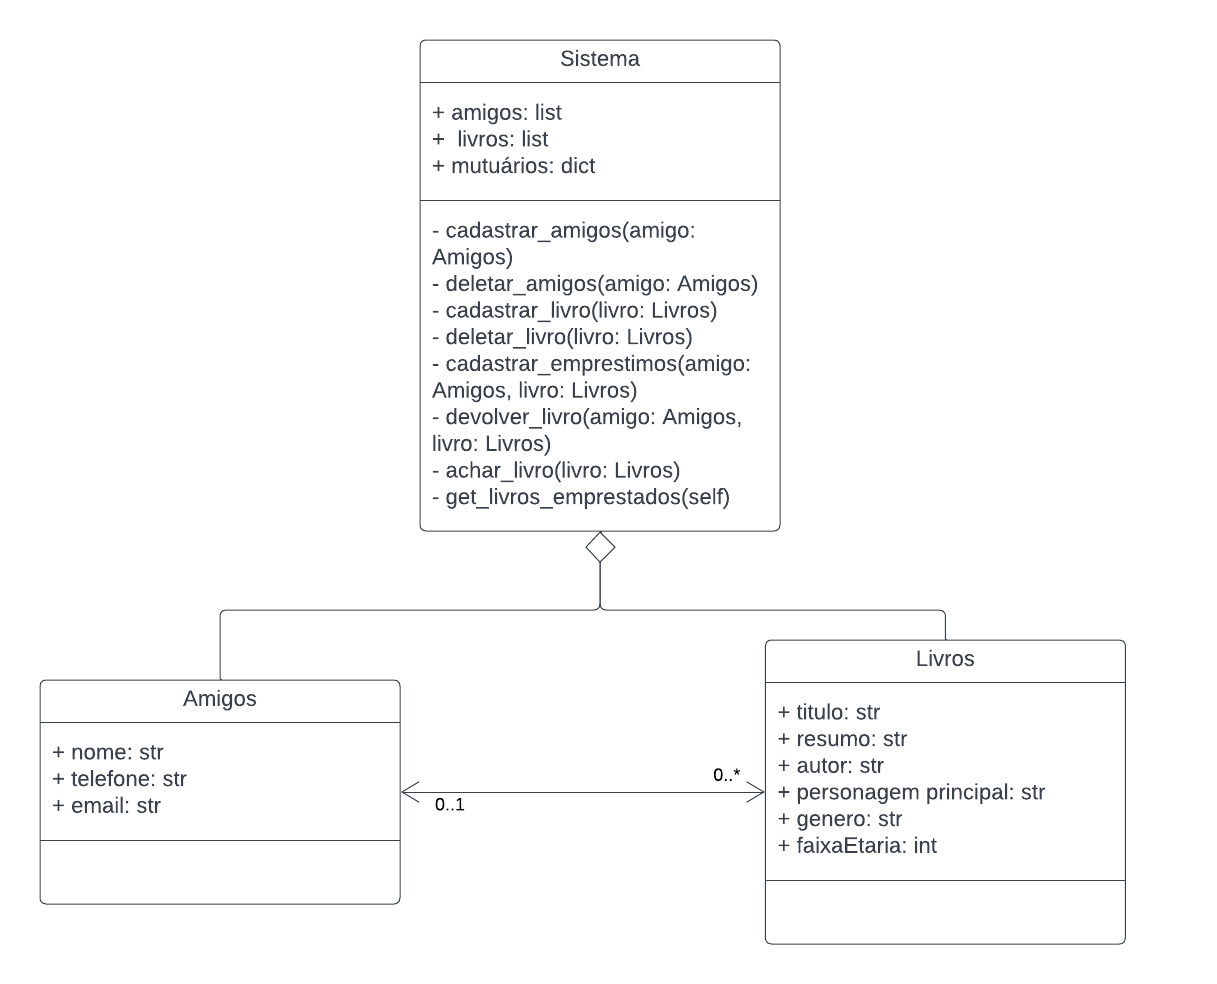 Sistema
+ amigos: list
+  livros: list
+ mutuários: dict
- cadastrar_amigos(amigo:
Amigos)
- deletar_amigos(amigo: Amigos)
- cadastrar_livro(livro: Livros)
- deletar_livro(livro: Livros)
- cadastrar_emprestimos(amigo:
Amigos, livro: Livros)
- devolver_livro(amigo: Amigos,
livro: Livros)
- achar_livro(livro: Livros)
- get_livros_emprestados(self)
Amigos
+ nome: str
+ telefone: str
+ email: str
0..1
0..*
Livros
+ titulo: str
+ resumo: str
+ autor: str
+ personagem principal: str
+ genero: str
+ faixaEtaria: int